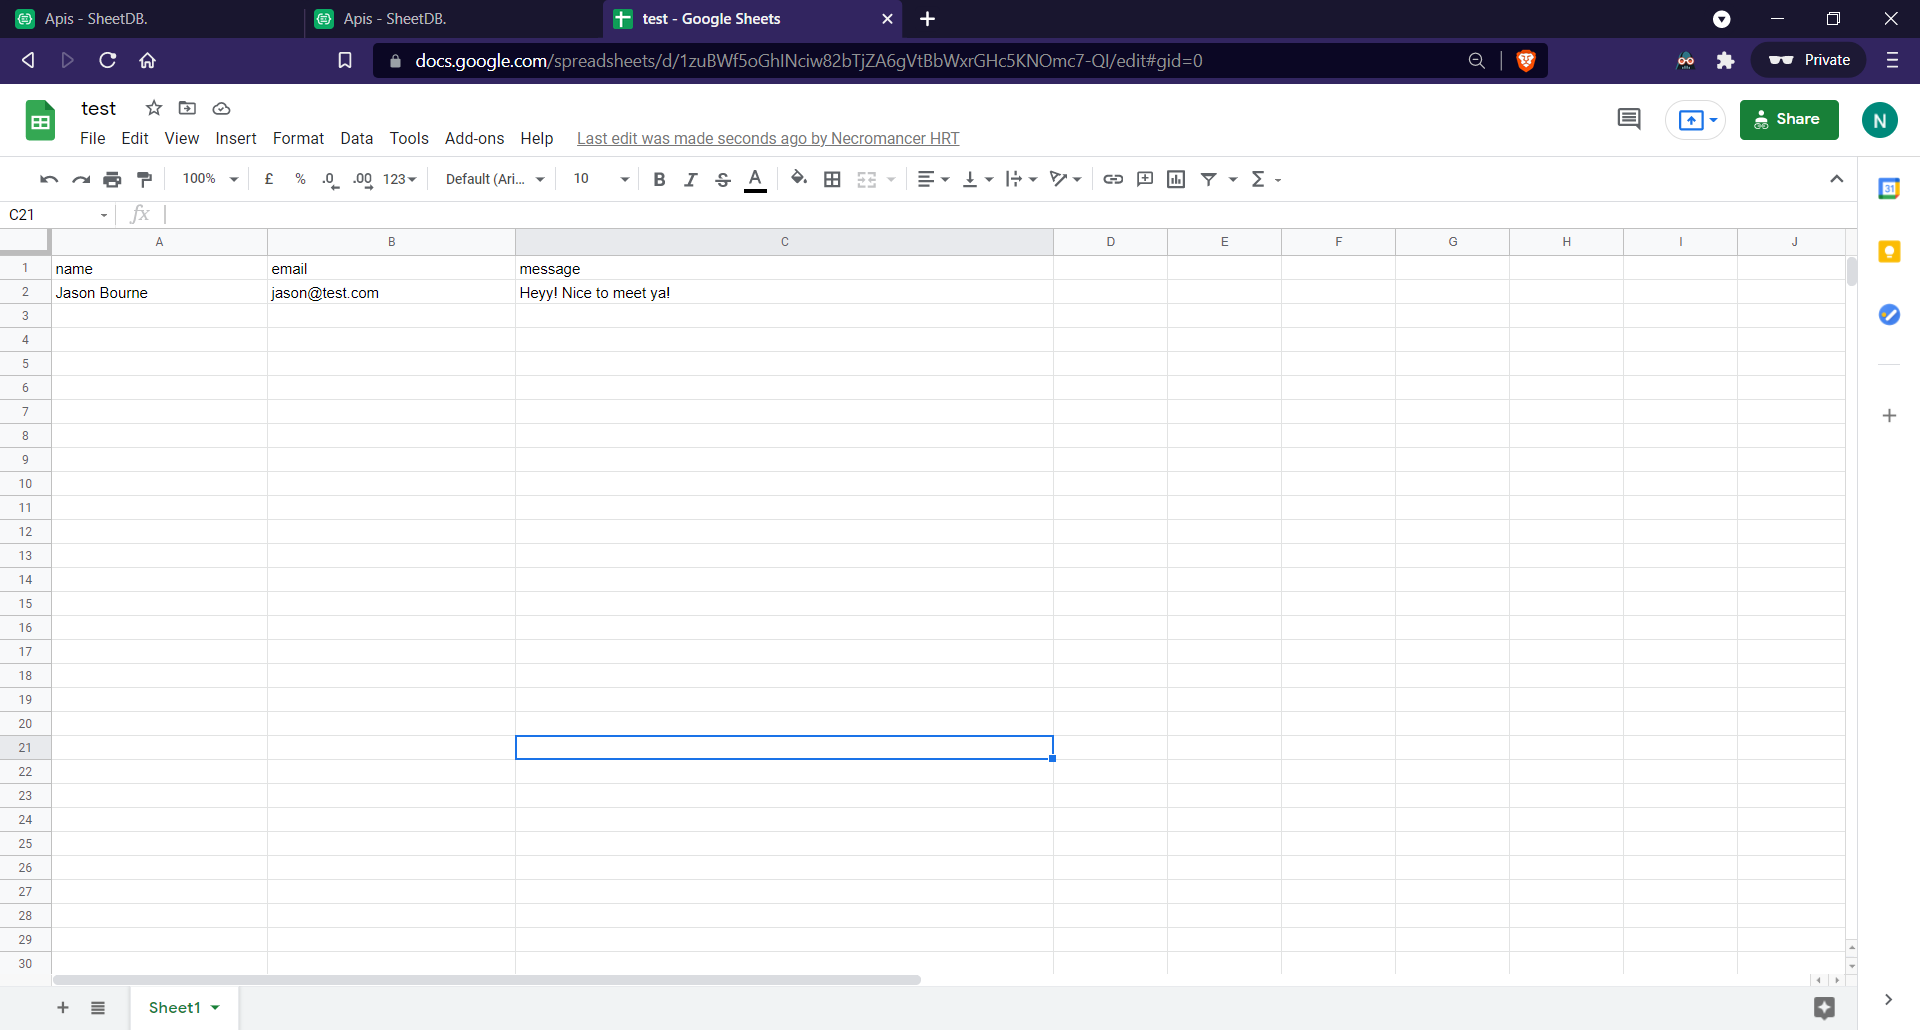 Apis - SheetDB.
Apis - SheetDB.
test - Google Sheets
docs.google.com/spreadsheets/d/1zuBWf5oGhINciw82bTjZA6gVtBbWxrGHc5KNOmc7-QI/edit#gid=0
Private
test
File Edit View Insert Format Data Tools Add-ons Help Last edit was made seconds ago by Necromancer HRT
Share
N
100% £ % .0 .00 123 Default (Ari... 10 B I S A
31
C21 fx
A B C D E F G H I J
1 name email message
2 Jason Bourne jason@test.com Heyy! Nice to meet ya!
3
4
5
6
7
8
9
10
11
12
13
14
15
16
17
18
19
20
21
22
23
24
25
26
27
28
29
30
Sheet1